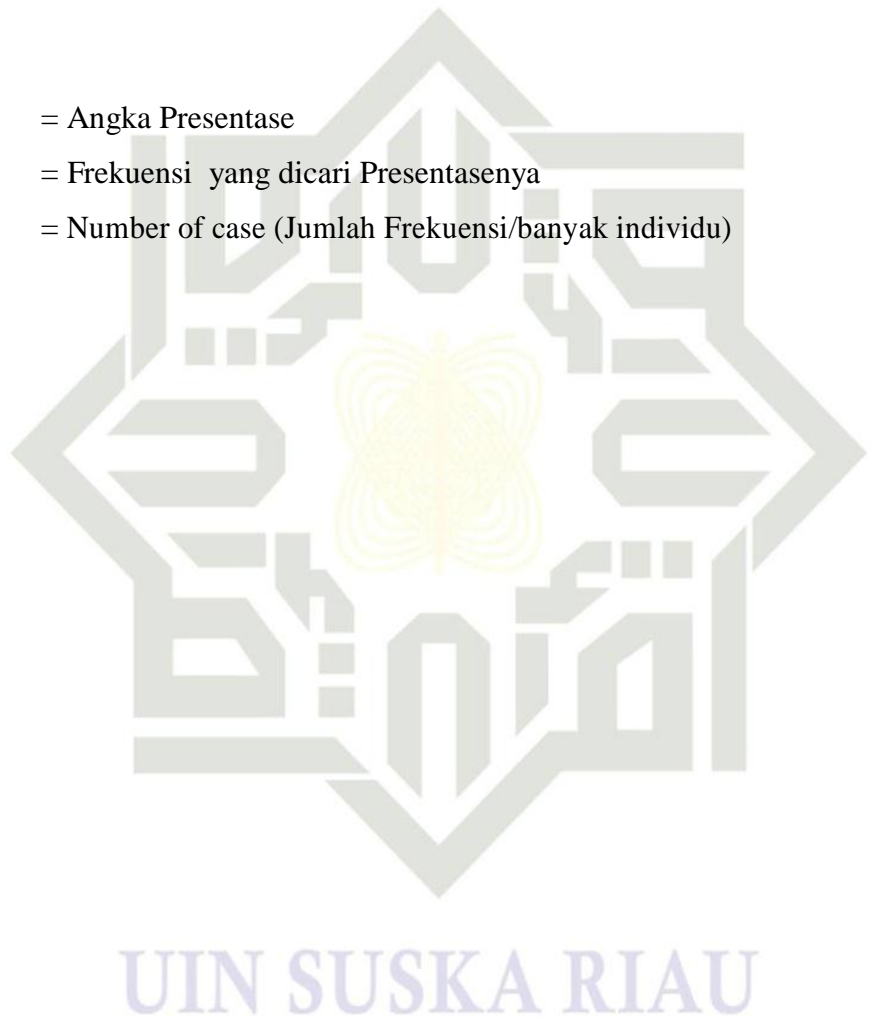 = Angka Presentase
= Frekuensi yang dicari Presentasenya
= Number of case (Jumlah Frekuensi/banyak individu)
UIN SUSKA RIAU